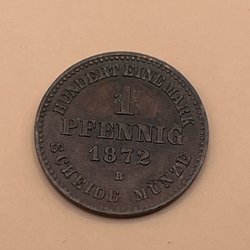 HUNDERT EINE MARK
1
PFENNIG
1872
B
SCHEIDE MÜNZE